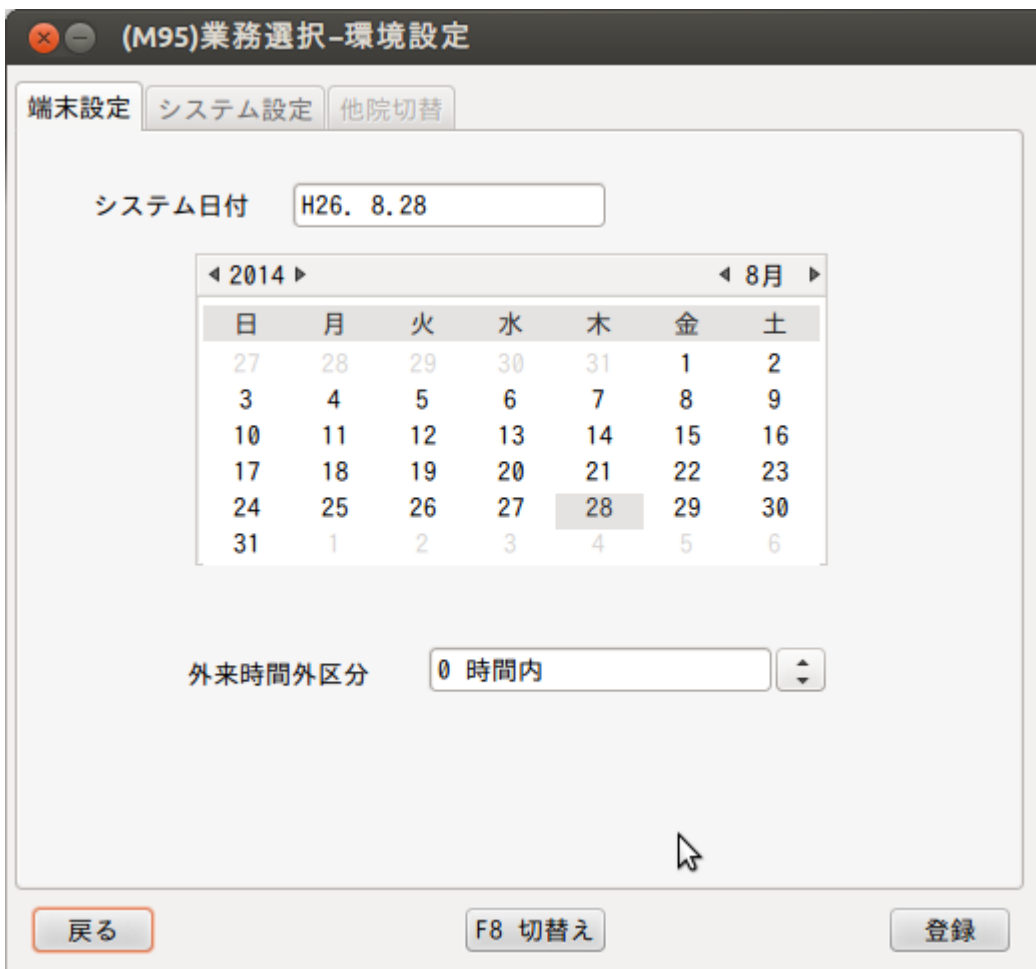 (M95)業務選択–環境設定
端末設定 システム設定 他院切替
システム日付 H26. 8.28
2014 8月
日 月 火 水 木 金 土
27 28 29 30 31 1 2
3 4 5 6 7 8 9
10 11 12 13 14 15 16
17 18 19 20 21 22 23
24 25 26 27 28 29 30
31 1 2 3 4 5 6
外来時間外区分 0 時間内
戻る F8 切替え 登録